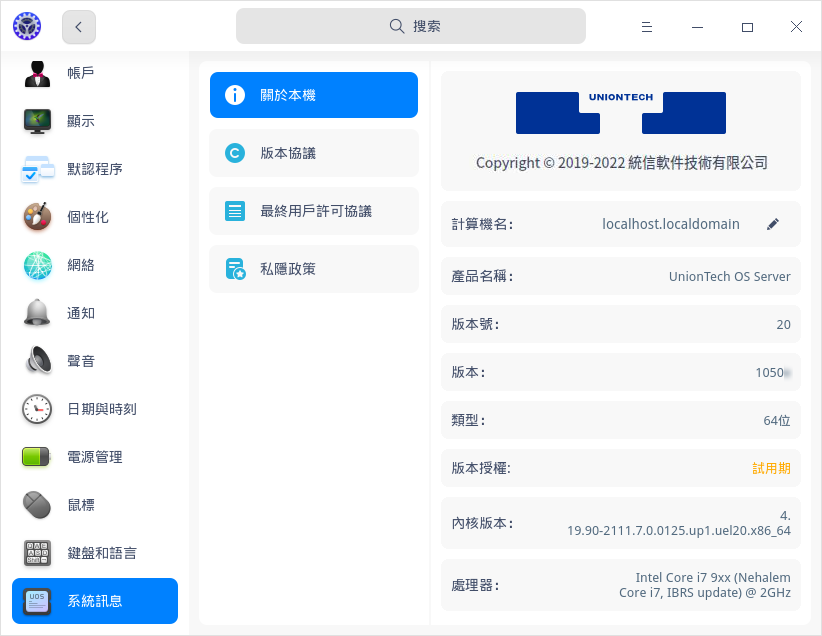 搜索
帳戶
顯示
默認程序
個性化
網絡
通知
聲音
日期與時刻
電源管理
鼠標
鍵盤和語言
UOS
系統訊息
關於本機
版本協議
最終用戶許可協議
私隱政策
UNIONTECH
Copyright © 2019-2022 統信軟件技術有限公司
計算機名: localhost.localdomain
產品名稱: UnionTech OS Server
版本號: 20
版本: 1050
類型: 64位
版本授權: 試用期
內核版本: 4.
19.90-2111.7.0.0125.up1.uel20.x86_64
處理器: Intel Core i7 9xx (Nehalem
Core i7, IBRS update) @ 2GHz